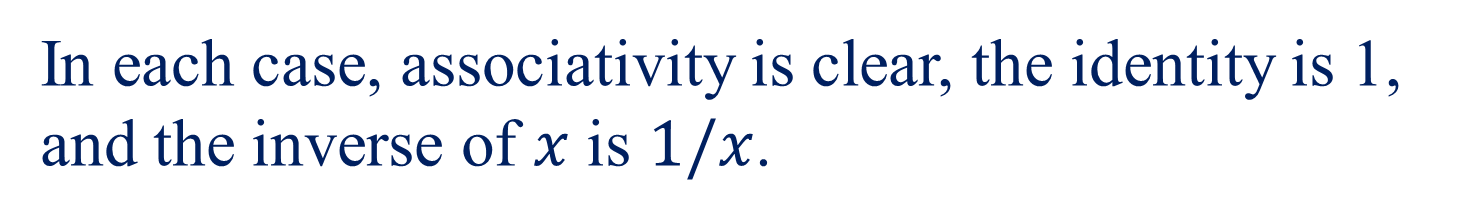 In each case, associativity is clear, the identity is 1,
and the inverse of x is 1/x.